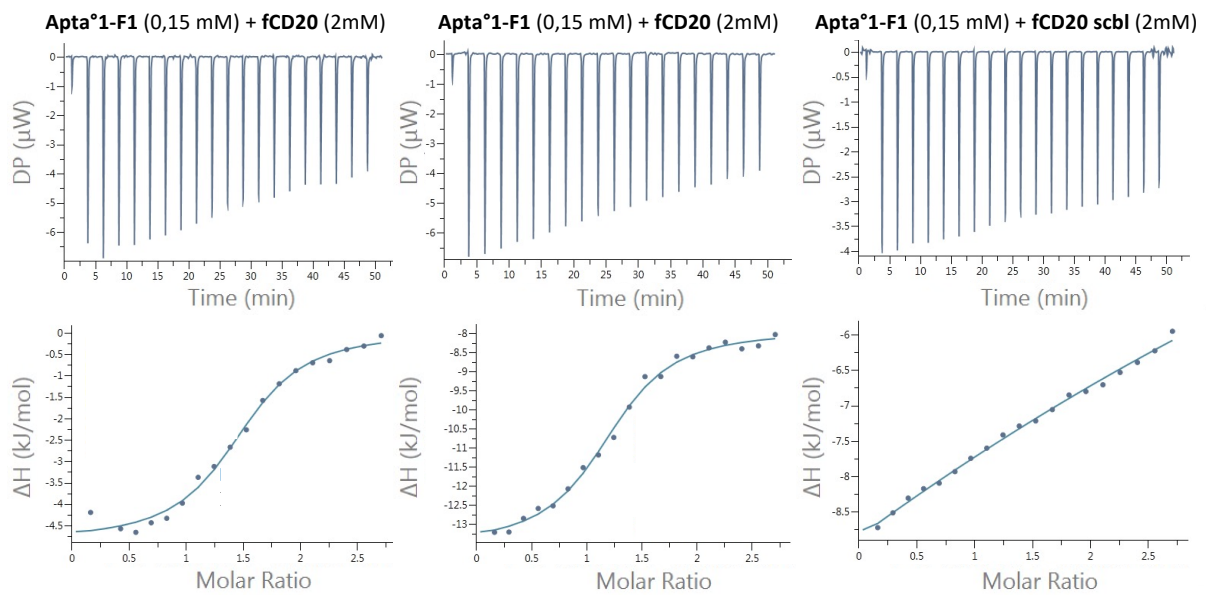 Apta°1-F1 (0,15 mM) + fCD20 (2mM)
Apta°1-F1 (0,15 mM) + fCD20 (2mM)
Apta°1-F1 (0,15 mM) + fCD20 scbl (2mM)
DP (µW)
0
-1
-2
-3
-4
-5
-6
0 5 10 15 20 25 30 35 40 45 50
Time (min)
DP (µW)
0
-1
-2
-3
-4
-5
-6
0 5 10 15 20 25 30 35 40 45 50
Time (min)
DP (µW)
0
-0.5
-1
-1.5
-2
-2.5
-3
-3.5
-4
0 5 10 15 20 25 30 35 40 45 50
Time (min)
ΔH (kJ/mol)
0
-0.5
-1
-1.5
-2
-2.5
-3
-3.5
-4
-4.5
0 0.5 1 1.5 2 2.5
Molar Ratio
ΔH (kJ/mol)
-8
-8.5
-9
-9.5
-10
-10.5
-11
-11.5
-12
-12.5
-13
0 0.5 1 1.5 2 2.5
Molar Ratio
ΔH (kJ/mol)
-6
-6.5
-7
-7.5
-8
-8.5
0 0.5 1 1.5 2 2.5
Molar Ratio